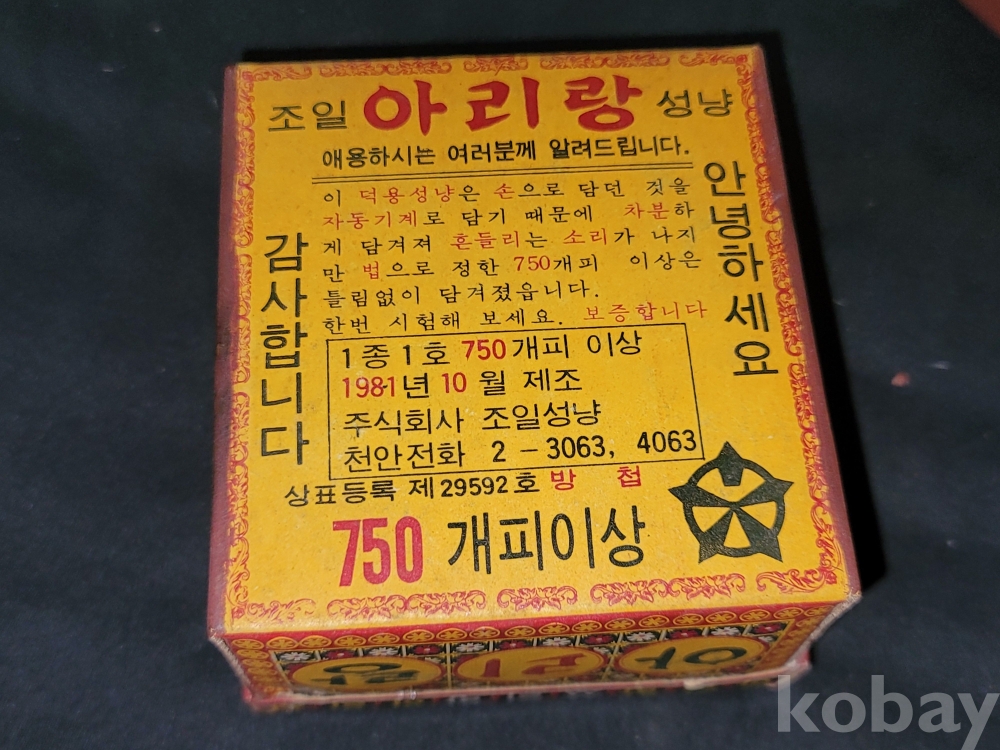 조일 아리랑 성냥
애용하시는 여러분께 알려드립니다.
이 덕용성냥은 손으로 담던 것을
자동기계로 담기 때문에 차분하
게 담겨져 흔들리는 소리가 나지
만 법으로 정한 750개피 이상은
틀림없이 담겨졌읍니다.
한번 시험해 보세요. 보증합니다
감사합니다
안녕하세요
1종1호 750개피 이상
1981년 10월 제조
주식회사 조일성냥
천안전화 2-3063, 4063
상표등록 제29592호 방첩
750 개피이상
아리랑
kobay